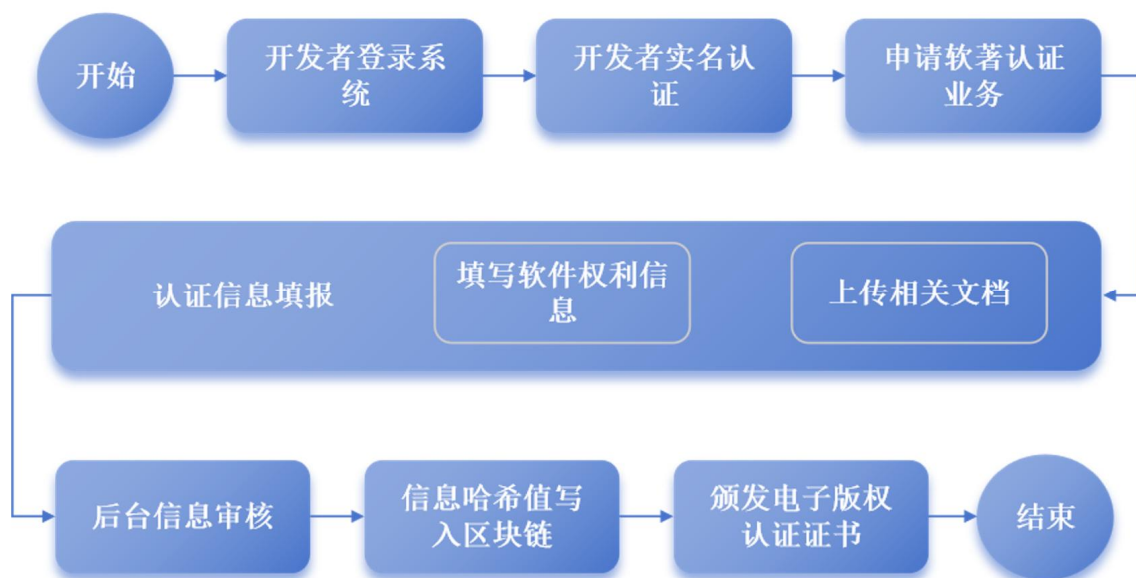 开始
开发者登录系
统
开发者实名认
证
申请软著认证
业务
认证信息填报
填写软件权利信
息
上传相关文档
后台信息审核
信息哈希值写
入区块链
颁发电子版权
认证证书
结束